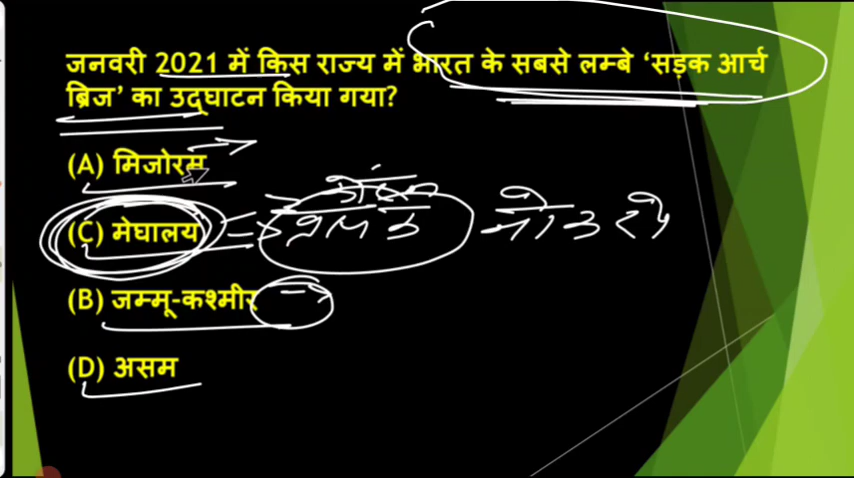 जनवरी 2021 में किस राज्य में भारत के सबसे लम्बे ‘सड़क आर्च
ब्रिज’ का उद्घाटन किया गया?
(A) मिजोरम
(C) मेघालय
(B) जम्मू-कश्मीर
(D) असम